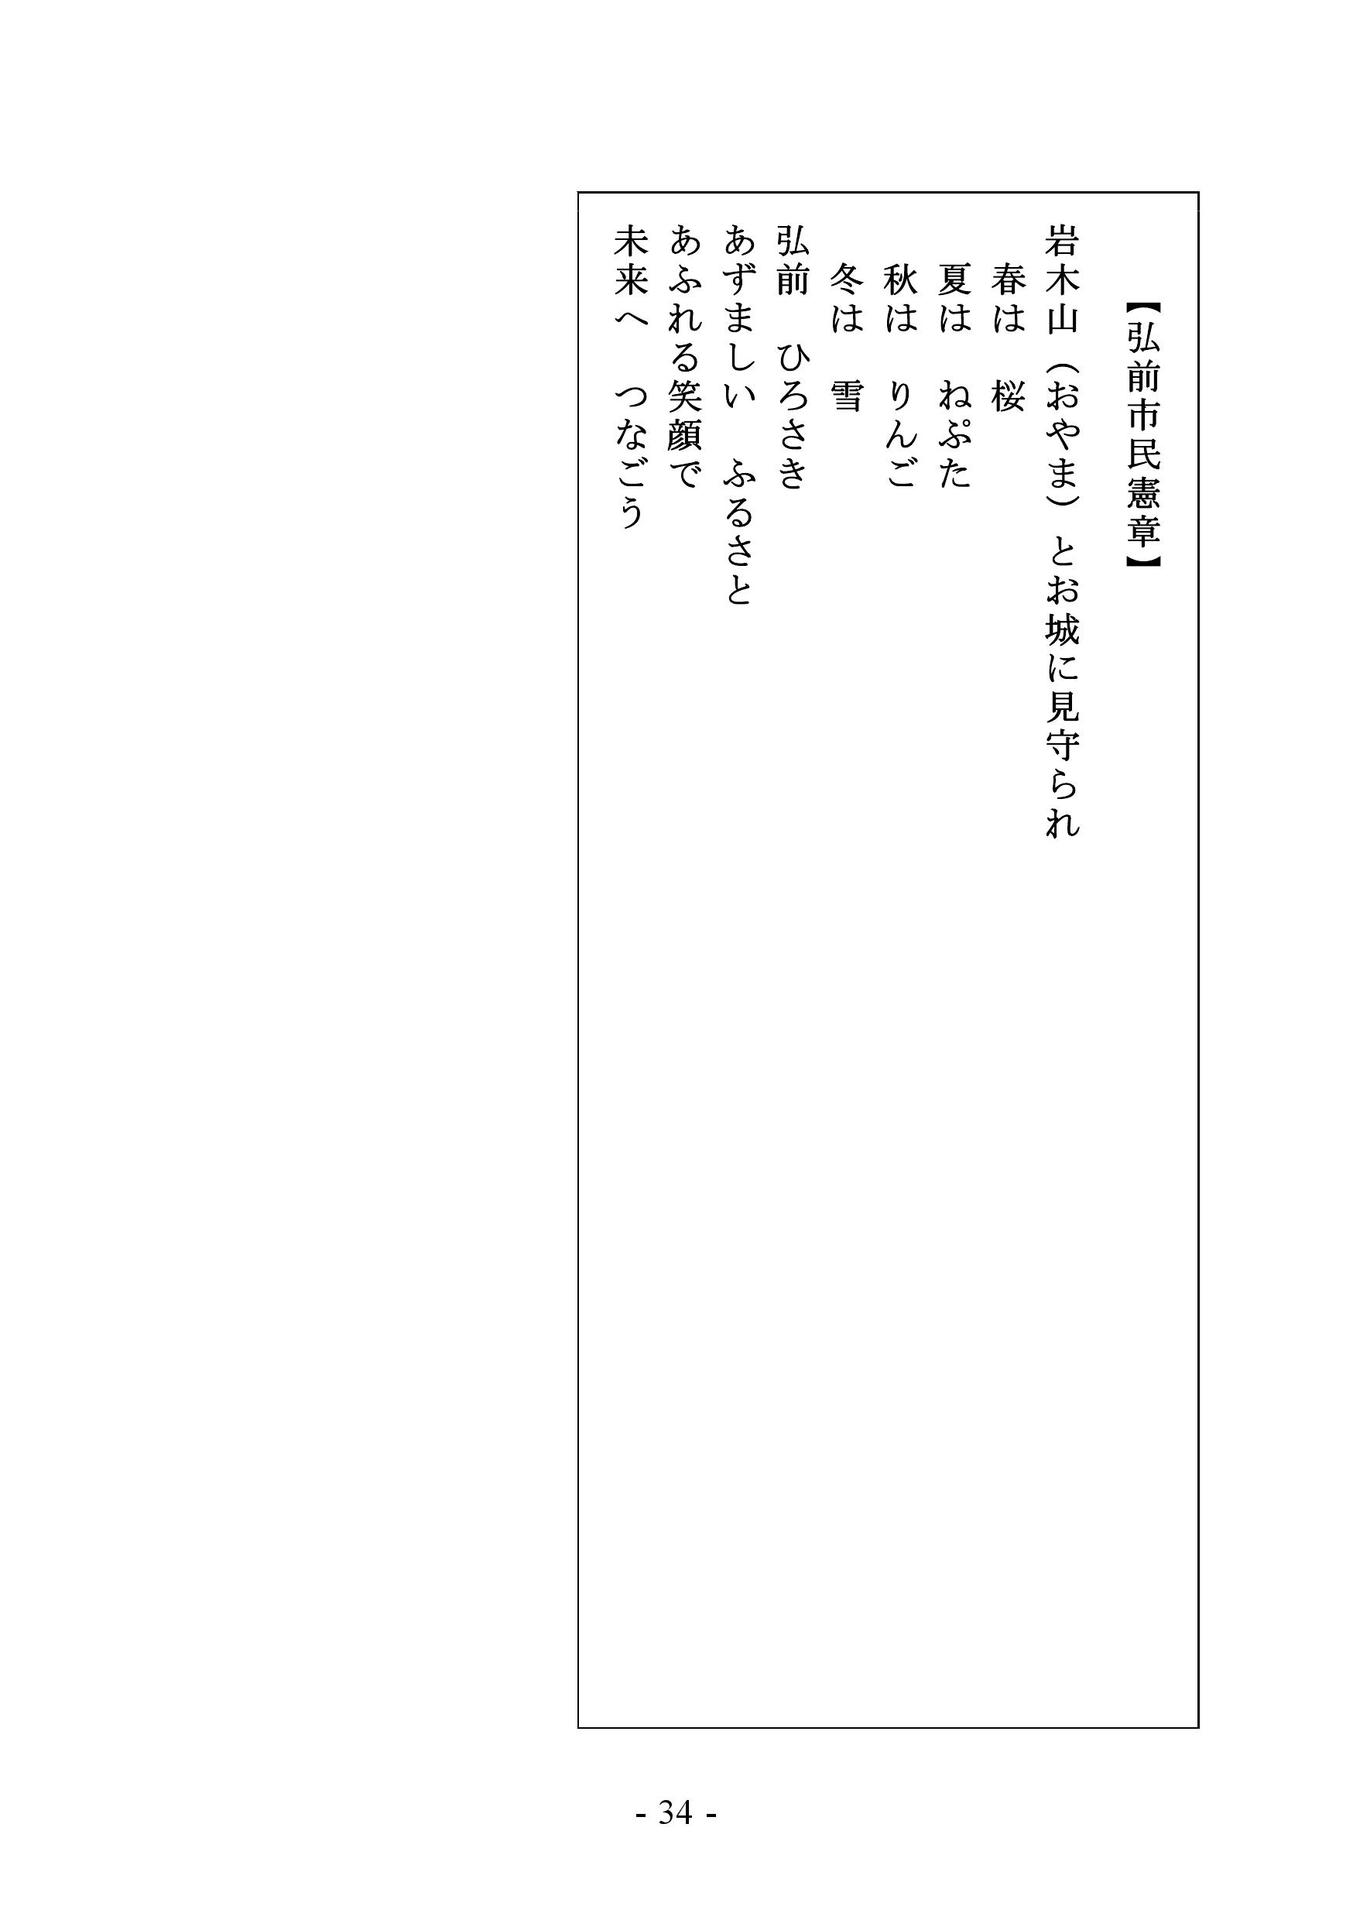 【弘前市民憲章】
岩木山（おやま）とお城に見守られ
春は　桜
夏は　ねぷた
秋は　りんご
冬は　雪
弘前　ひろさき
あずましい　ふるさと
あふれる笑顔で
未来へ　つなごう
- 34 -